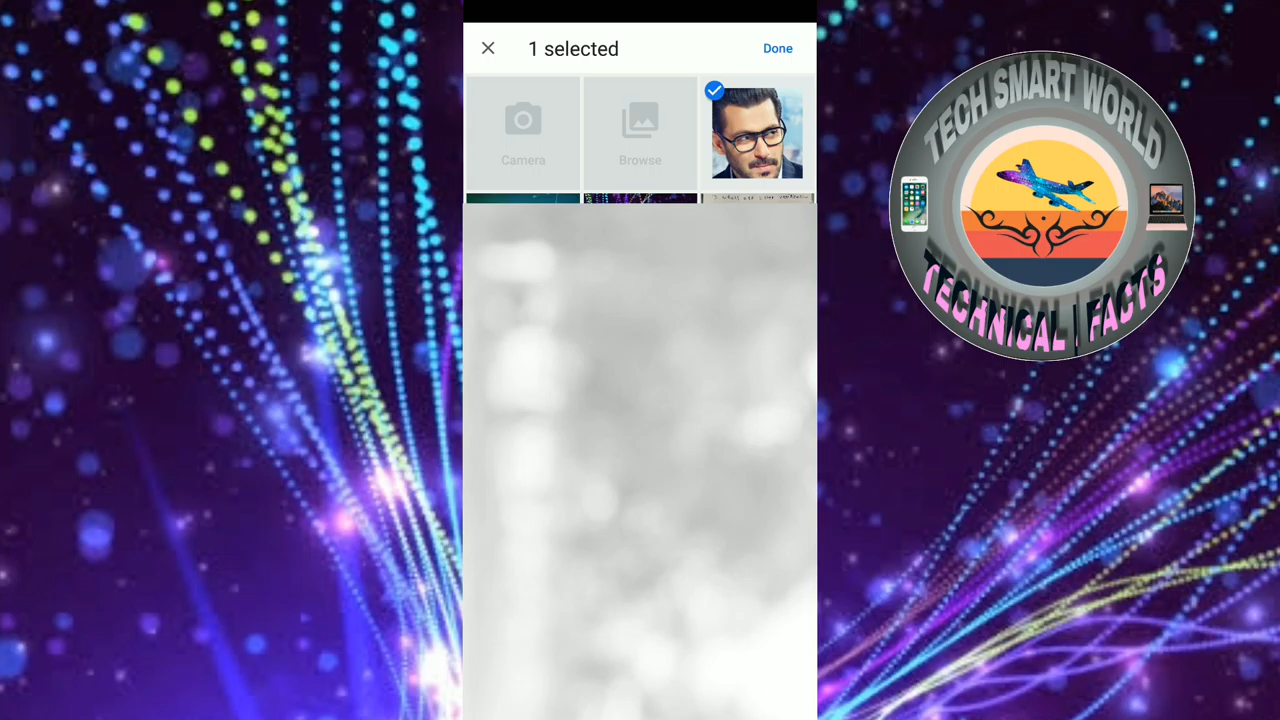 1 selected
Done
Camera
Browse
TECH SMART WORLD
TECHNICAL | FACTS